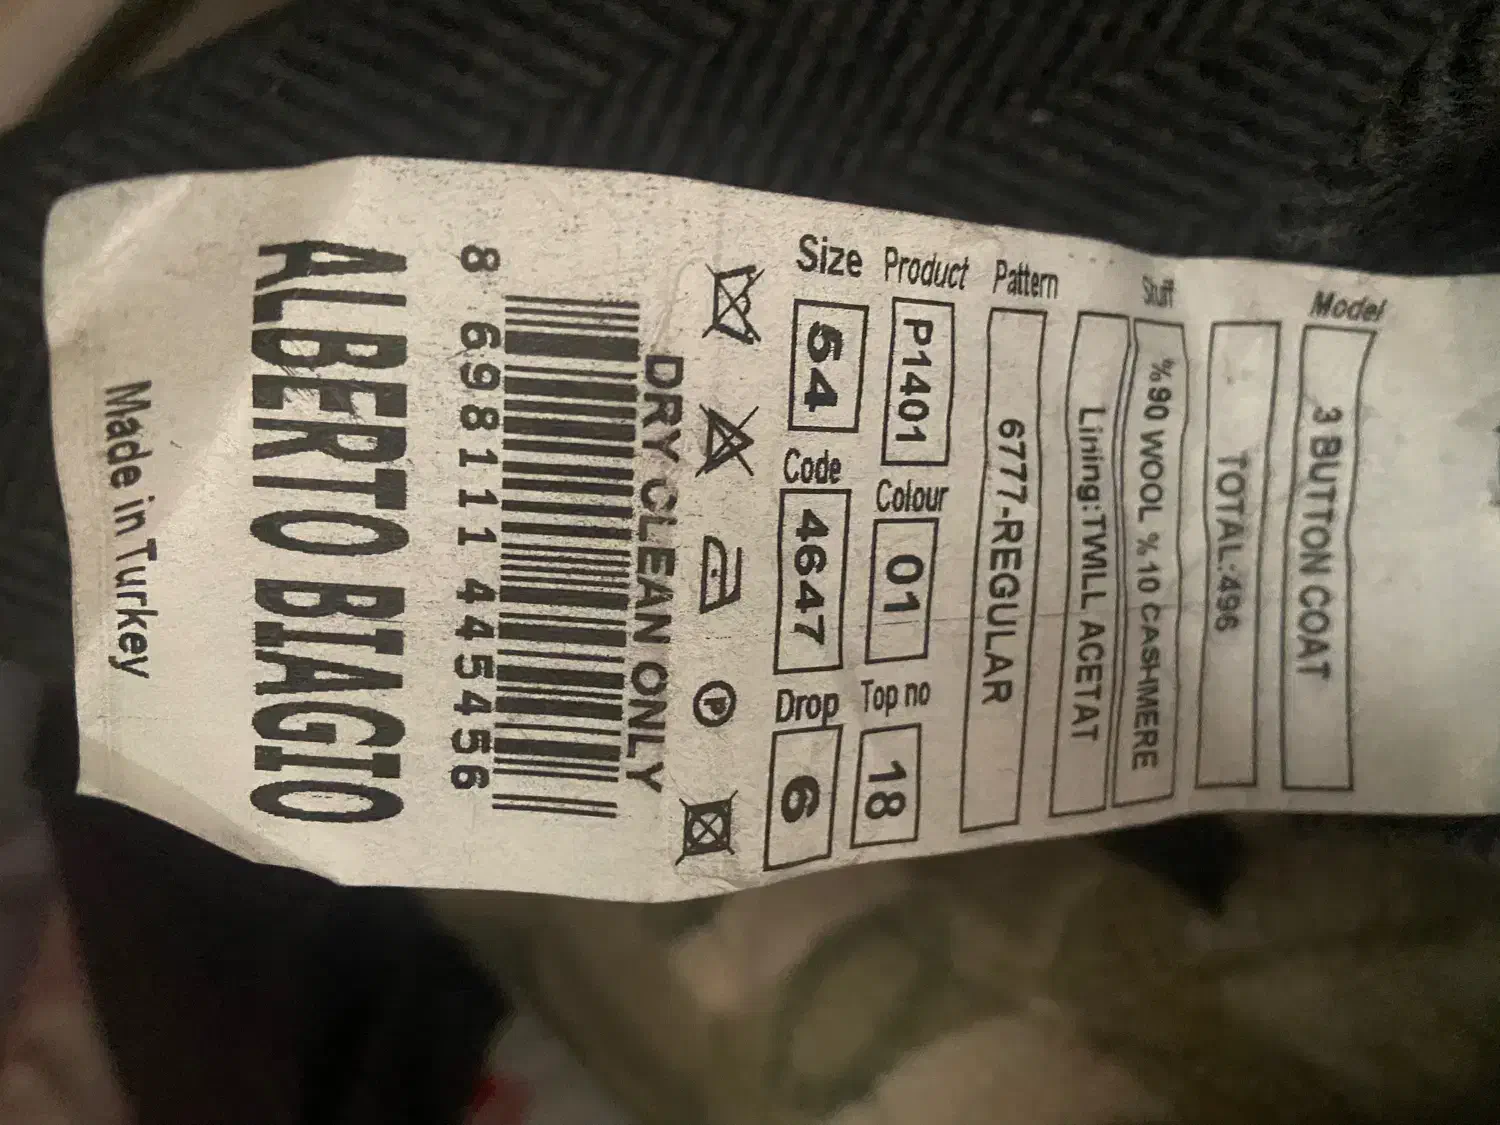 Model 3 BUTTON COAT
TOTAL:496
Stuff %90 WOOL %10 CASHMERE
Lining:TWILL ACETAT
Pattern 6777-REGULAR
Product P1401 Colour 01 Top no 18
Size 54 Code 4647 Drop 6
P
DRY CLEAN ONLY
8 698111 445456
ALBERTO BIAGIO
Made in Turkey